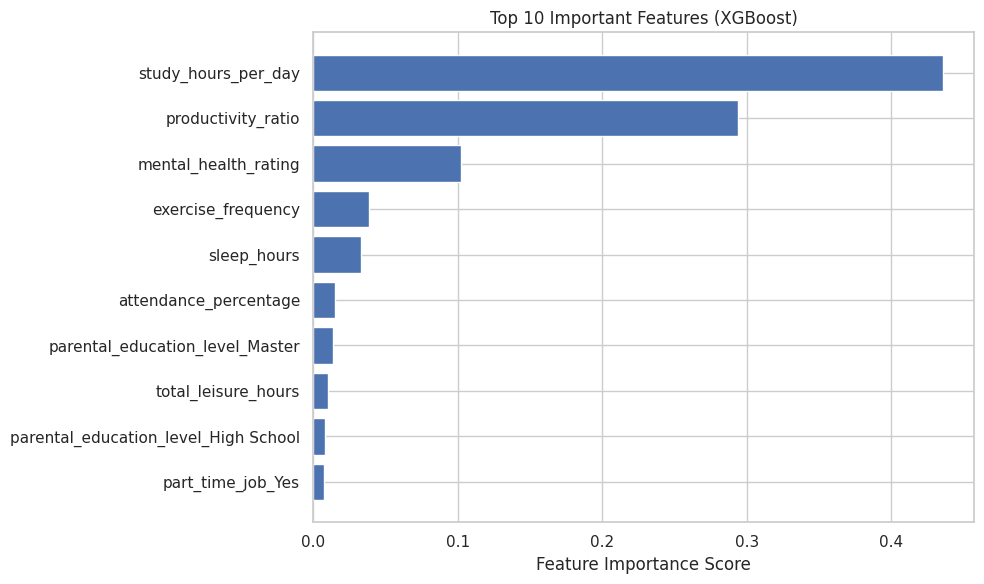 Top 10 Important Features (XGBoost)
study_hours_per_day
productivity_ratio
mental_health_rating
exercise_frequency
sleep_hours
attendance_percentage
parental_education_level_Master
total_leisure_hours
parental_education_level_High School
part_time_job_Yes
0.0 0.1 0.2 0.3 0.4
Feature Importance Score